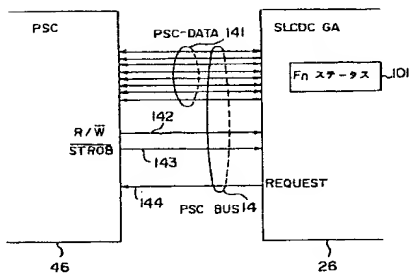 PSC
PSC-DATA 141
SLCDC GA
Fn ステータス
101
R/W̅
142
S̅T̅R̅O̅B̅
143
144
REQUEST
PSC BUS 14
46
26